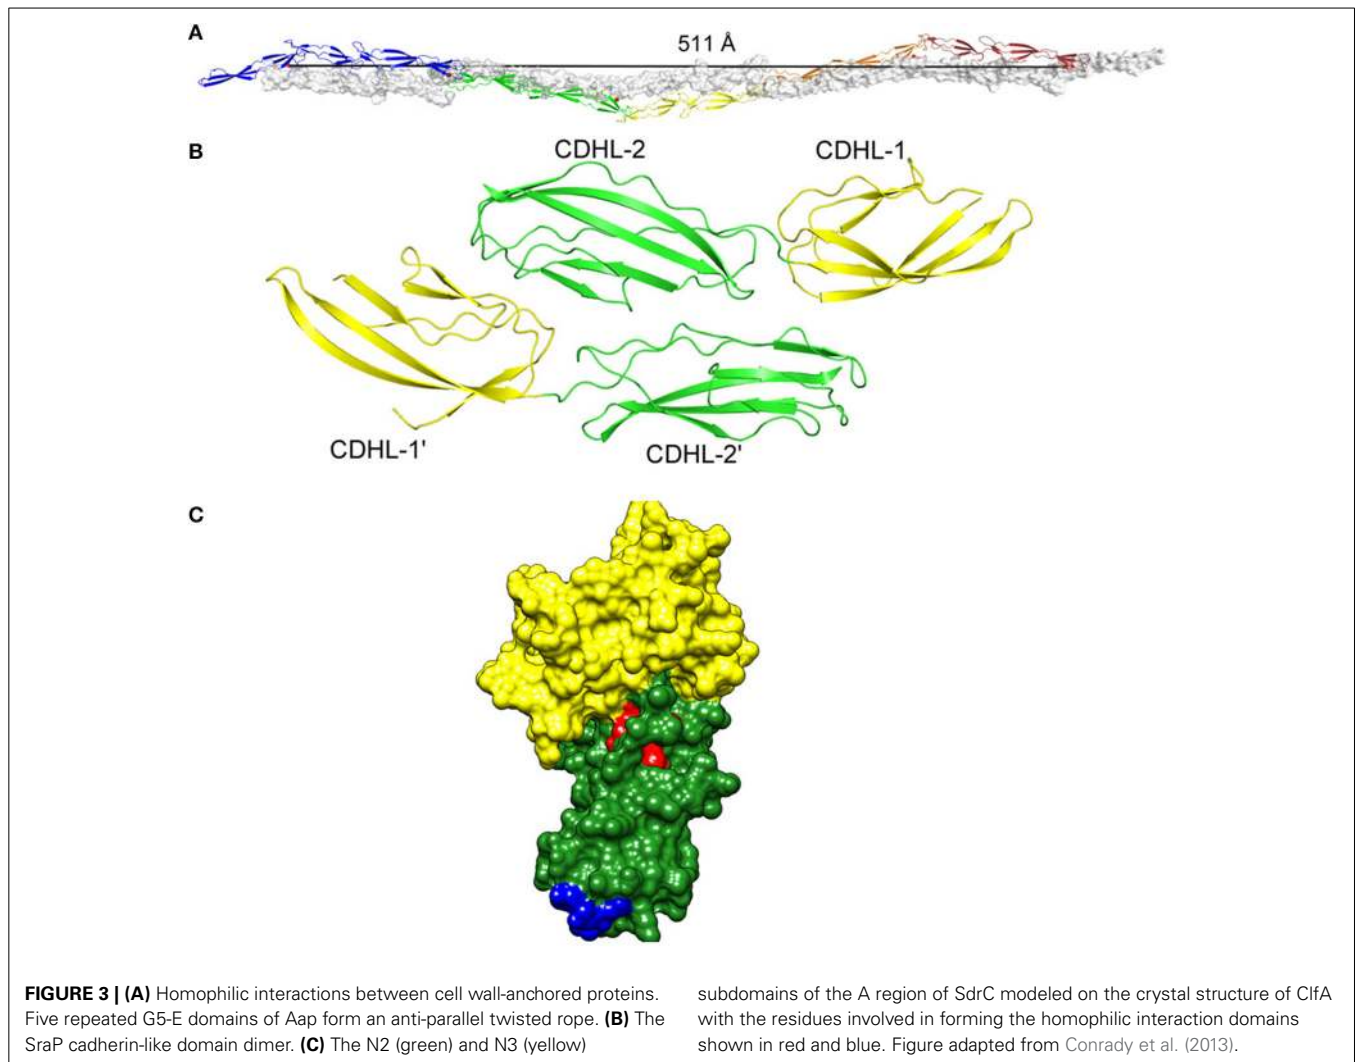 A
511 Å
B
CDHL-2
CDHL-1
CDHL-1'
CDHL-2'
C
FIGURE 3 | (A) Homophilic interactions between cell wall-anchored proteins.
Five repeated G5-E domains of Aap form an anti-parallel twisted rope. (B) The
SraP cadherin-like domain dimer. (C) The N2 (green) and N3 (yellow)
subdomains of the A region of SdrC modeled on the crystal structure of ClfA
with the residues involved in forming the homophilic interaction domains
shown in red and blue. Figure adapted from Conrady et al. (2013).